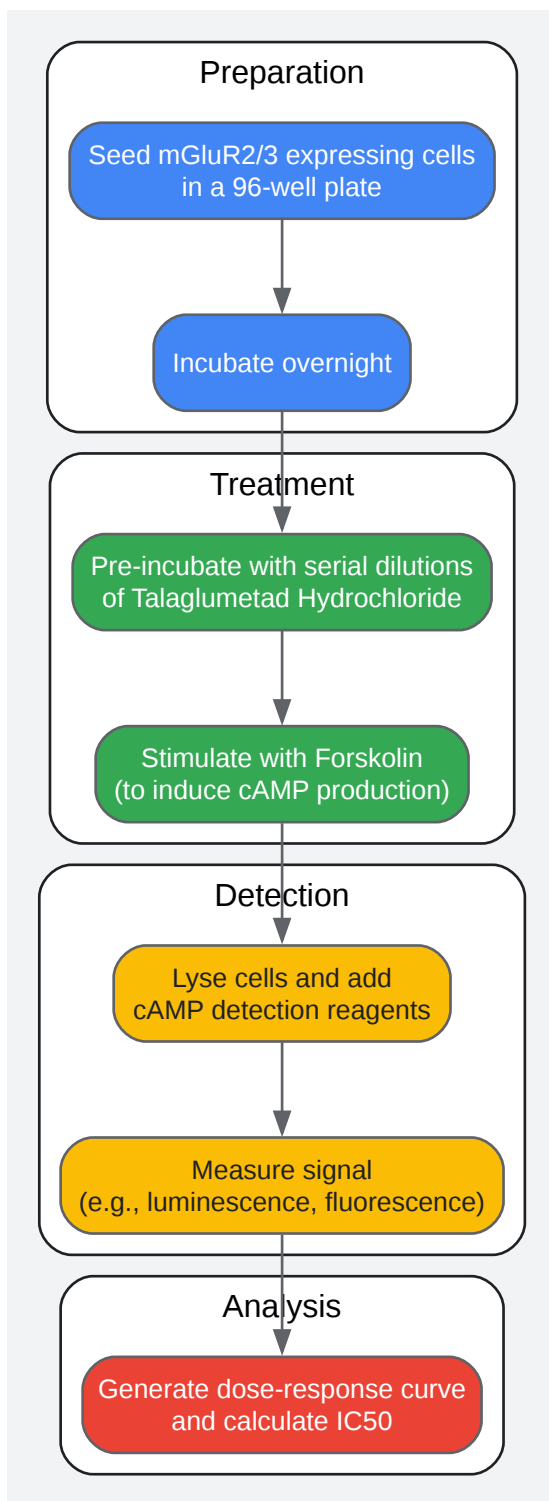 Preparation
Seed mGluR2/3 expressing cells
in a 96-well plate
Incubate overnight
Treatment
Pre-incubate with serial dilutions
of Talaglumetad Hydrochloride
Stimulate with Forskolin
(to induce cAMP production)
Detection
Lyse cells and add
cAMP detection reagents
Measure signal
(e.g., luminescence, fluorescence)
Analysis
Generate dose-response curve
and calculate IC50